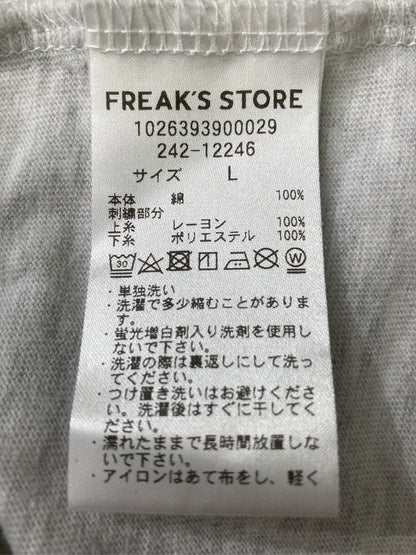 FREAK'S STORE
1026393900029
242-12246
サイズ L
本体 綿 100%
刺繍部分
上糸 レーヨン 100%
下糸 ポリエステル 100%
30 W
・単独洗い
・洗濯で多少縮むことがありま
す。
・蛍光増白剤入り洗剤を使用し
ないで下さい。
・洗濯の際は裏返しにして洗っ
てください。
・つけ置き洗いはお避けくださ
い。洗濯後はすぐに干してく
ださい。
・濡れたままで長時間放置しな
いで下さい。
・アイロンはあて布をし、軽く